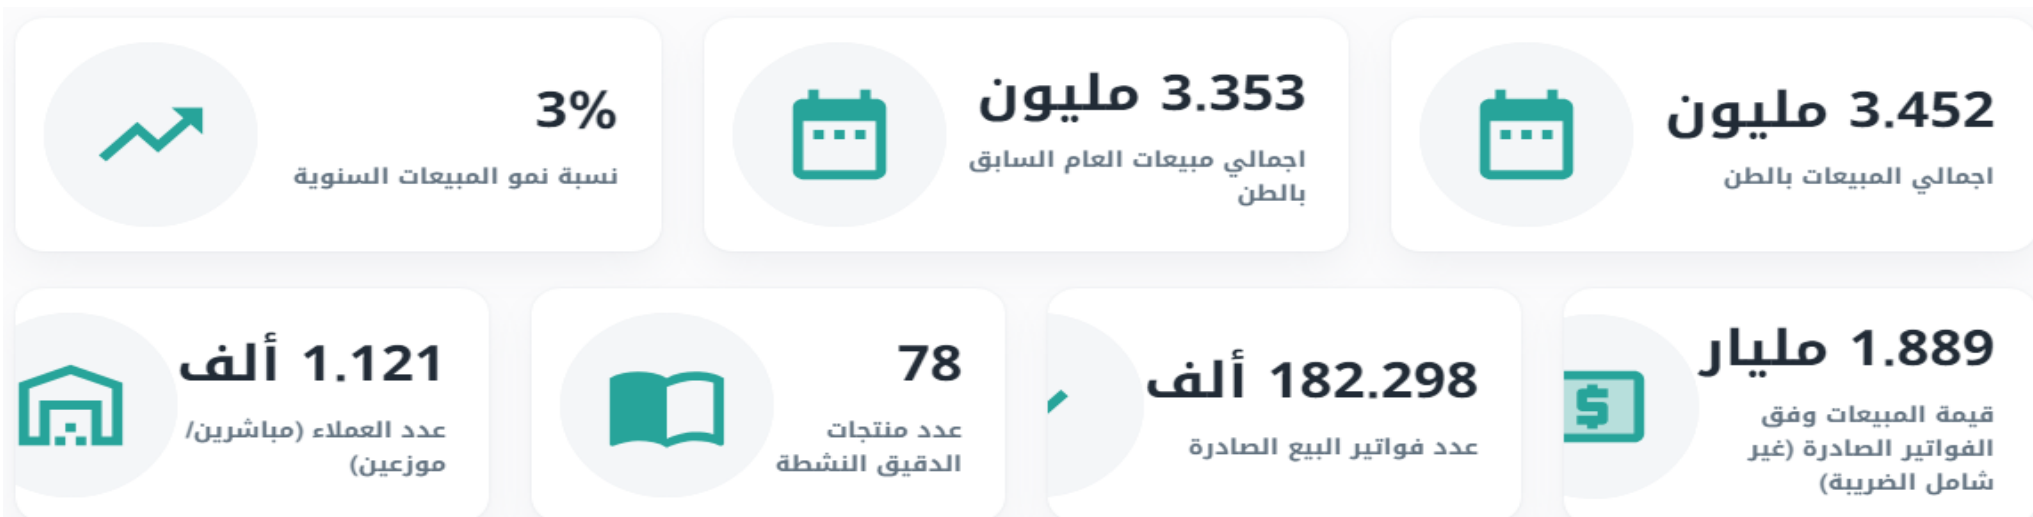 3.452 مليون
اجمالي المبيعات بالطن
3.353 مليون
اجمالي مبيعات العام السابق
بالطن
3%
نسبة نمو المبيعات السنوية
1.889 مليار
قيمة المبيعات وفق
الفواتير الصادرة (غير
شامل الضريبة)
182.298 ألف
عدد فواتير البيع الصادرة
78
عدد منتجات
الدقيق النشطة
1.121 ألف
عدد العملاء (مباشرين/
موزعين)